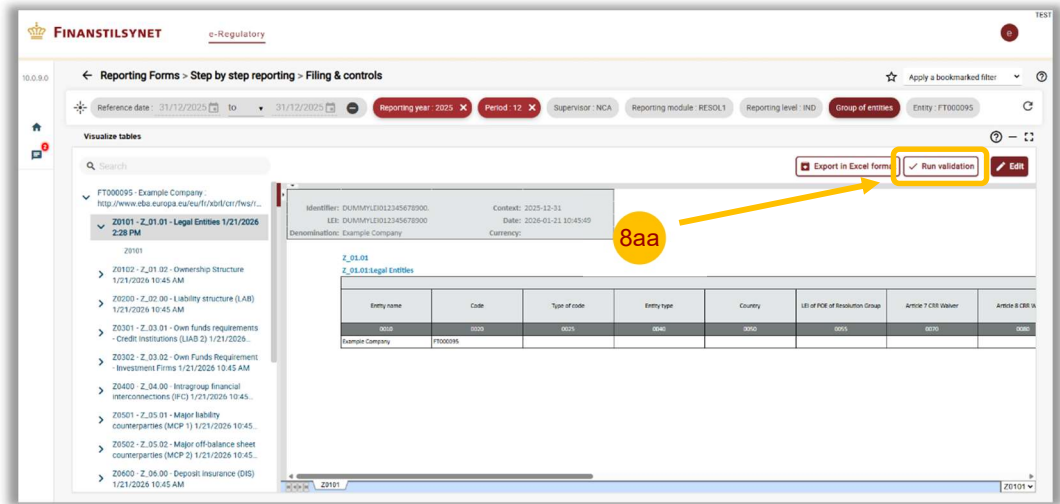 TEST
FINANSTILSYNET
e-Regulatory
e
10.0.9.0
← Reporting Forms > Step by step reporting > Filing & controls
Apply a bookmarked filter
Reference date : 31/12/2025 to 31/12/2025
Reporting year : 2025 X
Period : 12 X
Supervisor : NCA
Reporting module : RESOL1
Reporting level : IND
Group of entities
Entity : FT000095
Visualize tables
Search
Export in Excel forma
Run validation
Edit
8aa
FT000095 - Example Company :
http://www.eba.europa.eu/eu/fr/xbrl/crr/fws/r...
Z0101 - Z_01.01 - Legal Entities 1/21/2026
2:28 PM
Z0101
Z0102 - Z_01.02 - Ownership Structure
1/21/2026 10:45 AM
Z0200 - Z_02.00 - Liability structure (LAB)
1/21/2026 10:45 AM
Z0301 - Z_03.01 - Own funds requirements
- Credit Institutions (LIAB 2) 1/21/2026...
Z0302 - Z_03.02 - Own Funds Requirement
- Investment Firms 1/21/2026 10:45 AM
Z0400 - Z_04.00 - Intragroup financial
interconnections (IFC) 1/21/2026 10:45...
Z0501 - Z_05.01 - Major liability
counterparties (MCP 1) 1/21/2026 10:45...
Z0502 - Z_05.02 - Major off-balance sheet
counterparties (MCP 2) 1/21/2026 10:45...
Z0600 - Z_06.00 - Deposit insurance (DIS)
1/21/2026 10:45 AM
Identifier: DUMMYLEI012345678900. Context: 2025-12-31
LEI: DUMMYLEI012345678900 Date: 2026-01-21 10:45:49
Denomination: Example Company Currency:
Z_01.01
Z_01.01:Legal Entities
Entity name Code Type of code Entity type Country LEI of POE of Resolution Group Article 7 CRR Waiver Article 8 CRR W
0010 0020 0025 0040 0050 0055 0070 0080
Example Company FT000095
Z0101
Z0101